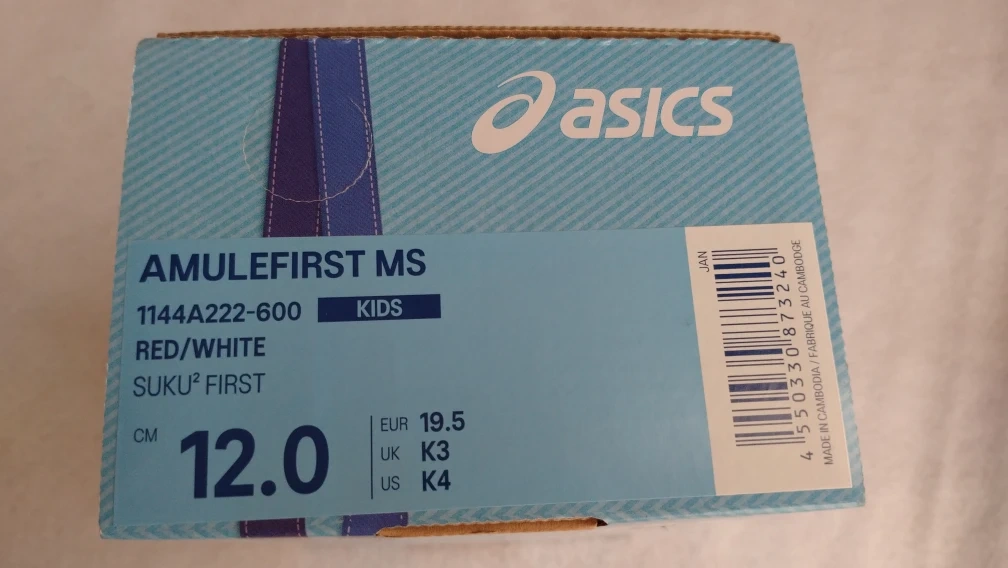 asics
AMULEFIRST MS
1144A222-600 KIDS
RED/WHITE
SUKU² FIRST
CM 12.0
EUR 19.5
UK K3
US K4
JAN
4 550330 873240
MADE IN CAMBODIA / FABRIQUE AU CAMBODGE